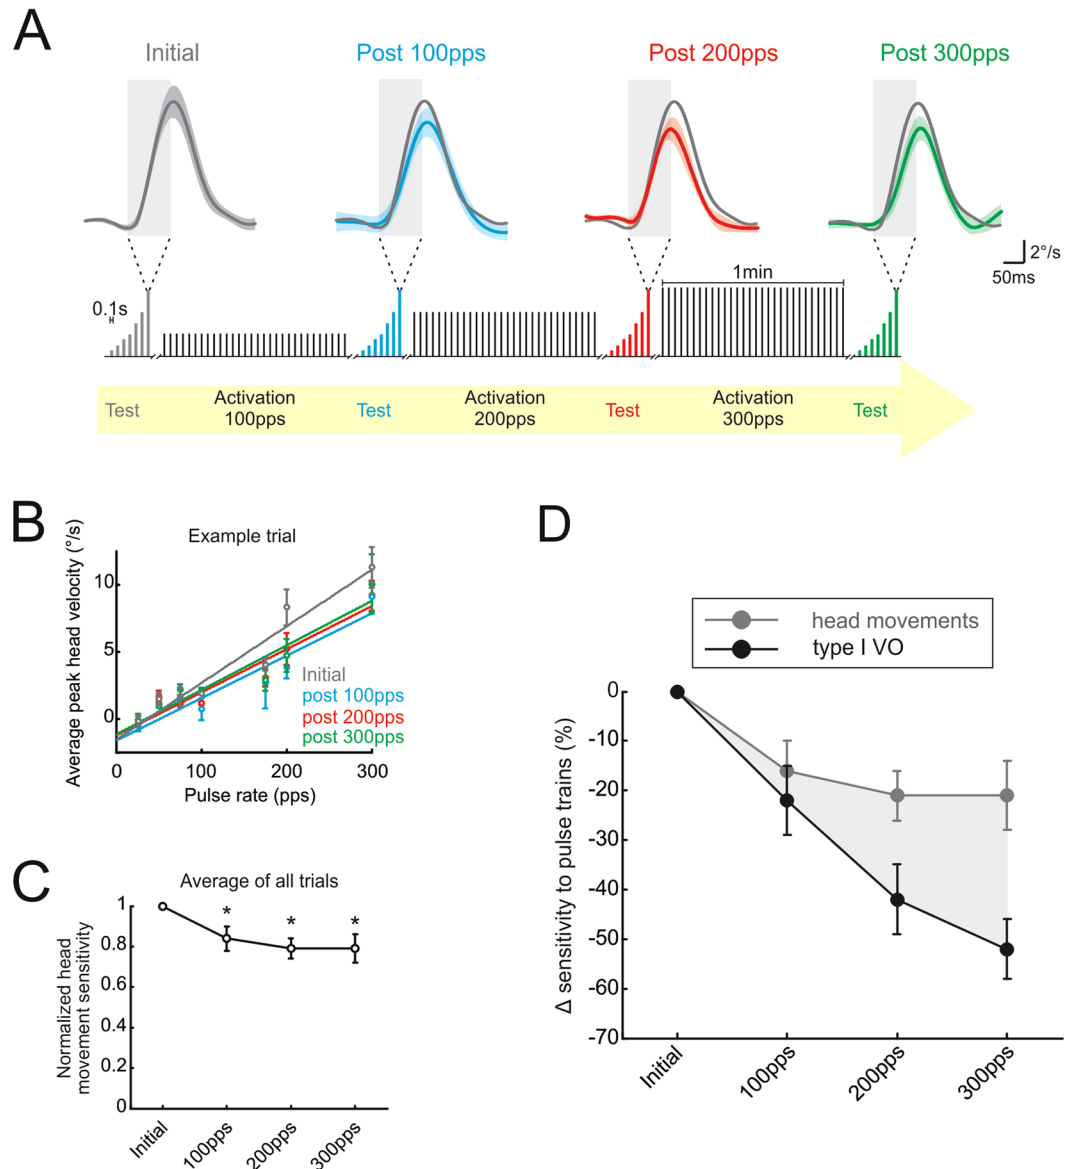 A
Initial
Post 100pps
Post 200pps
Post 300pps
2°/s
50ms
0.1s
1min
Test
Activation
100pps
Test
Activation
200pps
Test
Activation
300pps
Test
B
Example trial
Average peak head velocity (°/s)
10
5
0
0
100
200
300
Pulse rate (pps)
Initial
post 100pps
post 200pps
post 300pps
C
Average of all trials
Normalized head
movement sensitivity
1
0.8
0.6
0.4
0.2
0
*
*
*
Initial
100pps
200pps
300pps
D
head movements
type I VO
Δ sensitivity to pulse trains (%)
0
-10
-20
-30
-40
-50
-60
-70
Initial
100pps
200pps
300pps